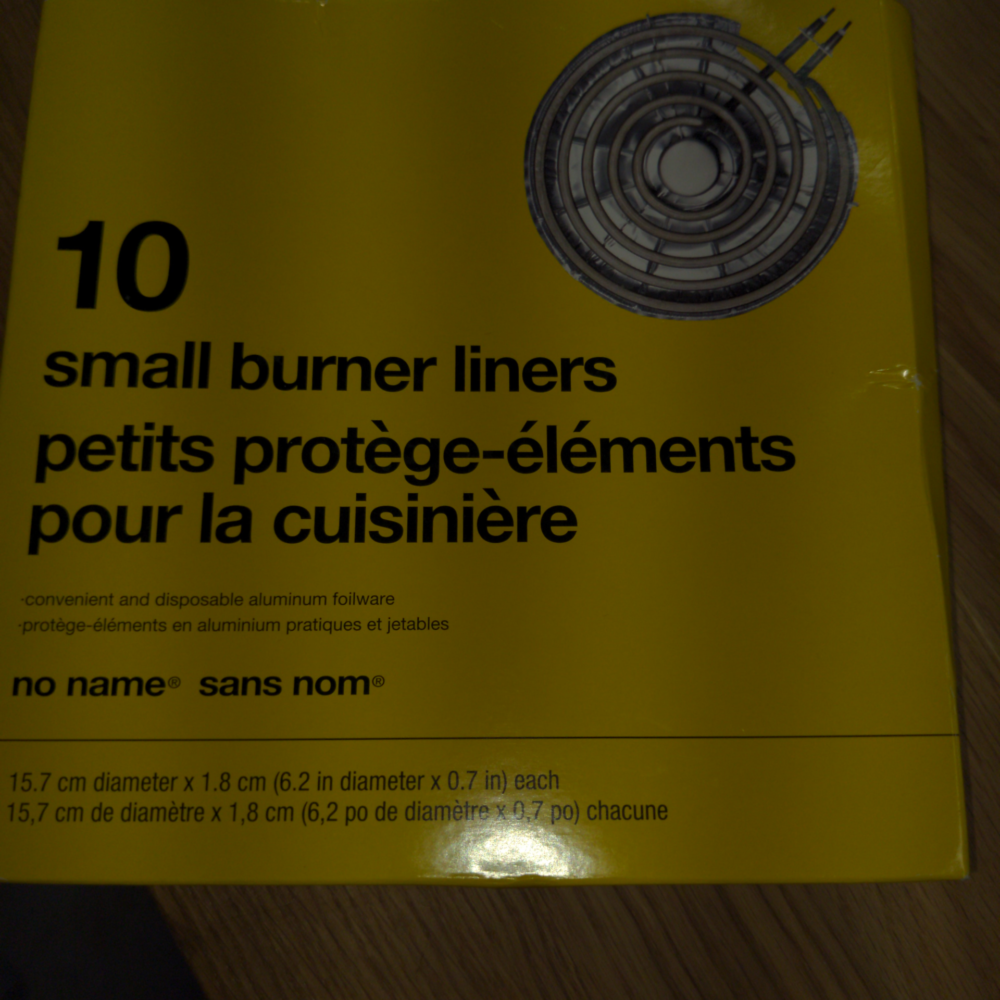 10
small burner liners
petits protège-éléments
pour la cuisinière
·convenient and disposable aluminum foilware
·protège-éléments en aluminium pratiques et jetables
no name® sans nom®
15.7 cm diameter x 1.8 cm (6.2 in diameter x 0.7 in) each
15,7 cm de diamètre x 1,8 cm (6,2 po de diamètre x 0,7 po) chacune